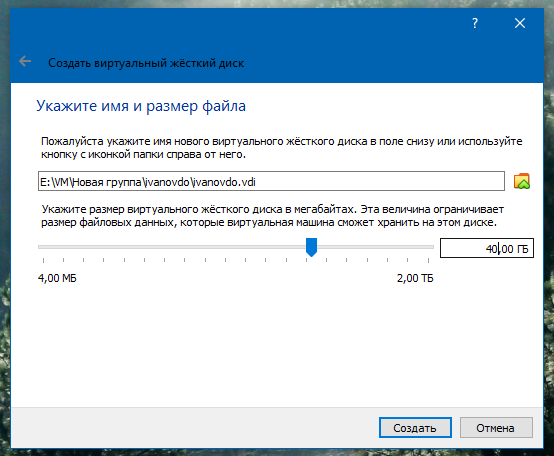 ?
Создать виртуальный жёсткий диск
Укажите имя и размер файла
Пожалуйста укажите имя нового виртуального жёсткого диска в поле снизу или используйте
кнопку с иконкой папки справа от него.
E:\VM\Новая группа\ivanovdo\ivanovdo.vdi
Укажите размер виртуального жёсткого диска в мегабайтах. Эта величина ограничивает
размер файловых данных, которые виртуальная машина сможет хранить на этом диске.
40,00 ГБ
4,00 МБ 2,00 ТБ
Создать Отмена